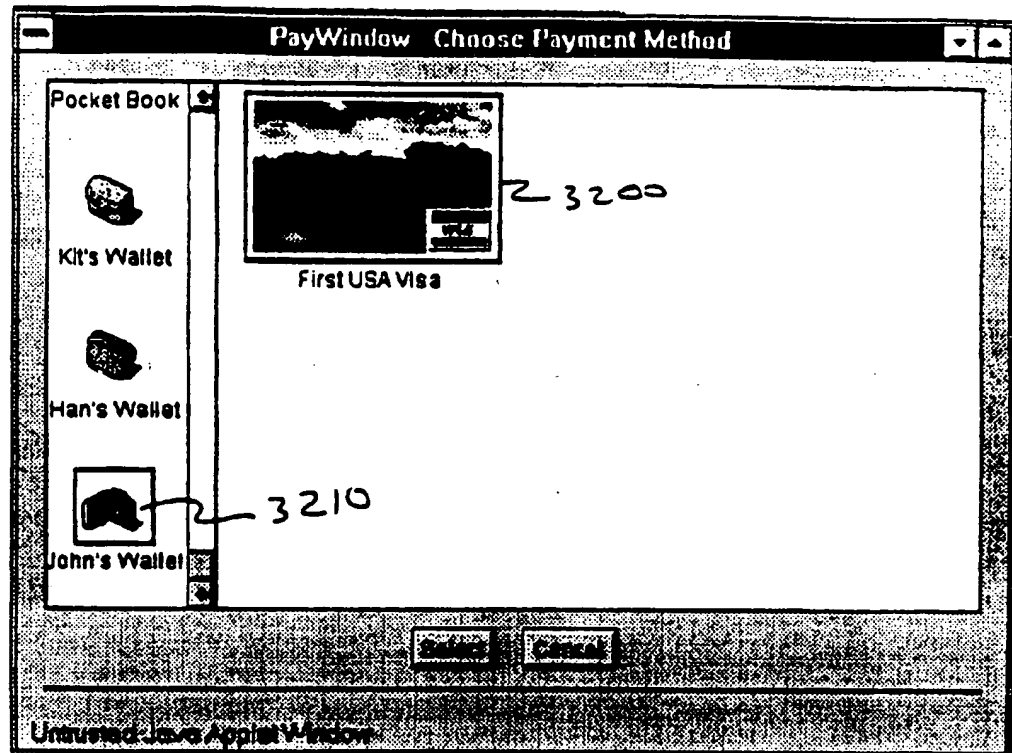 PayWindow Choose Payment Method
Pocket Book
VISA
3200
Kit's Wallet
First USA Visa
Han's Wallet
3210
John's Wallet
Select Cancel
Untrusted Java Applet Window